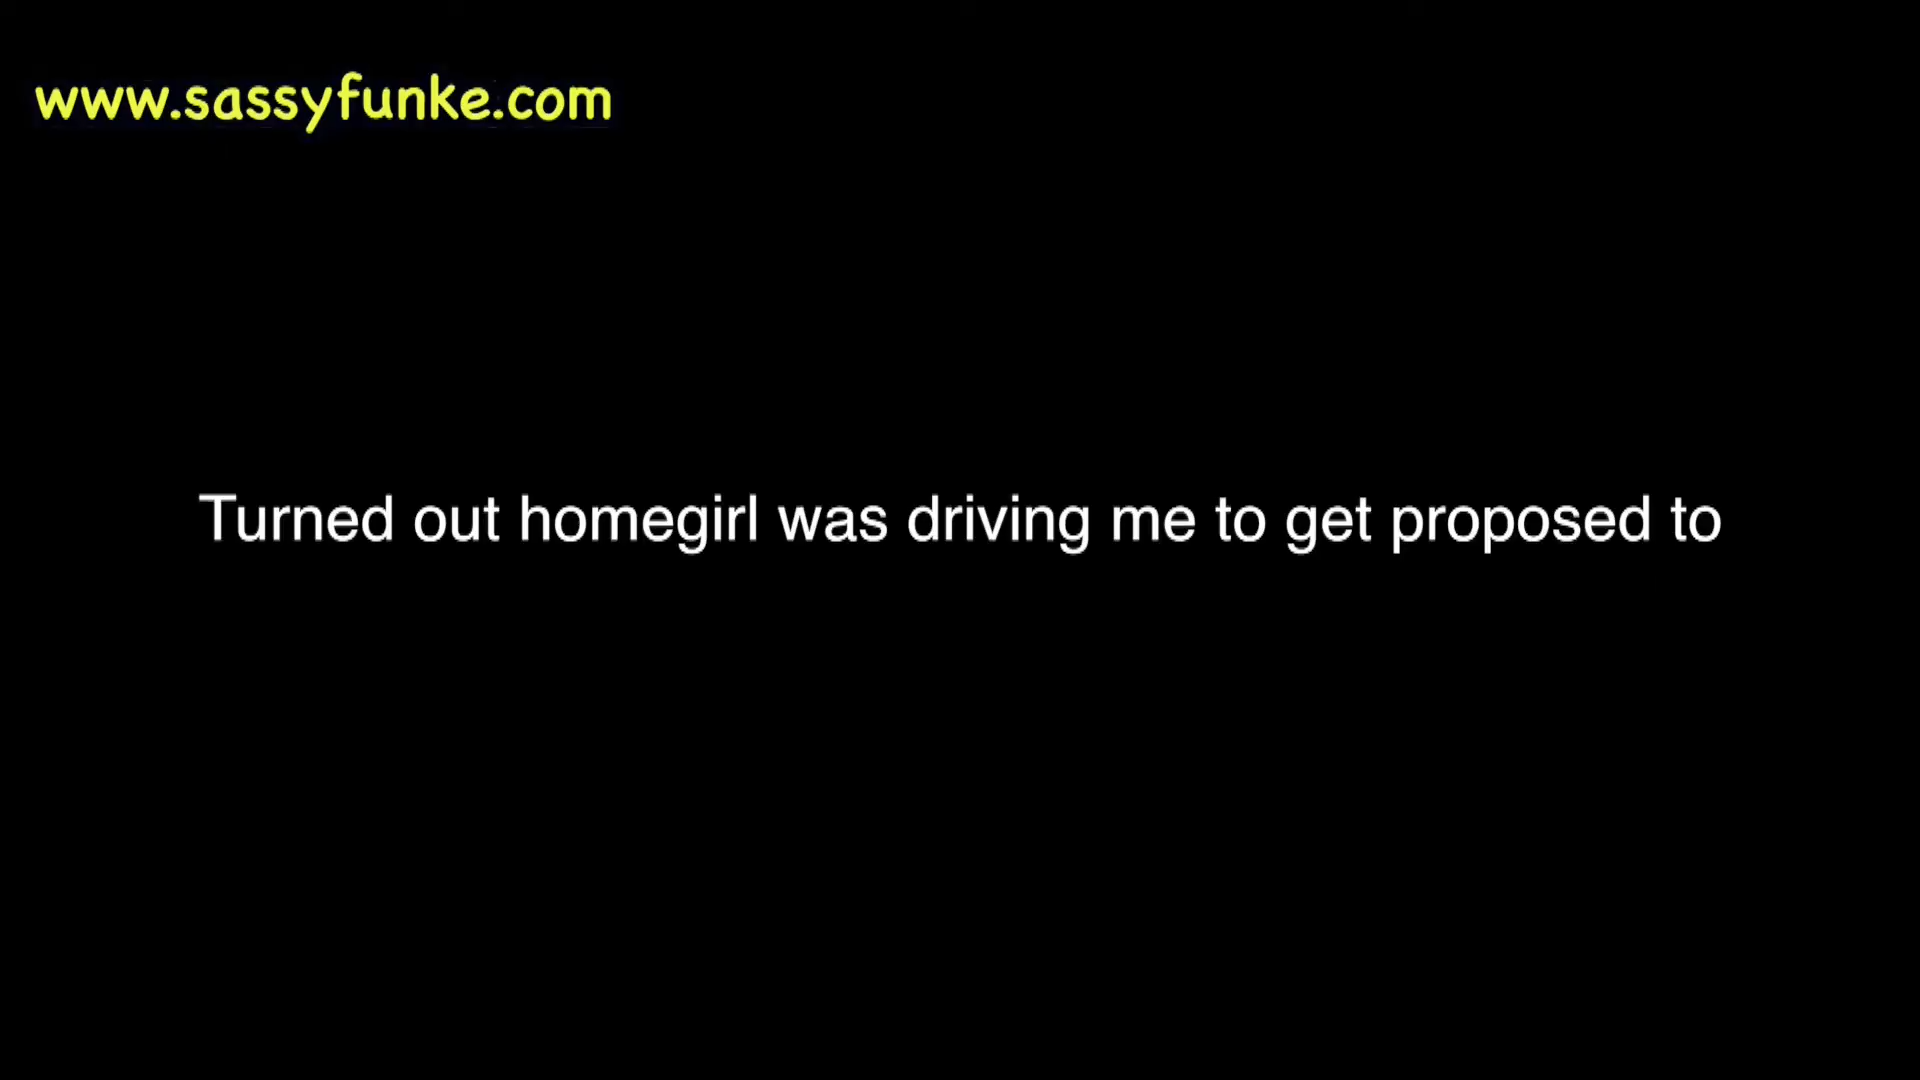 www.sassyfunke.com
Turned out homegirl was driving me to get proposed to